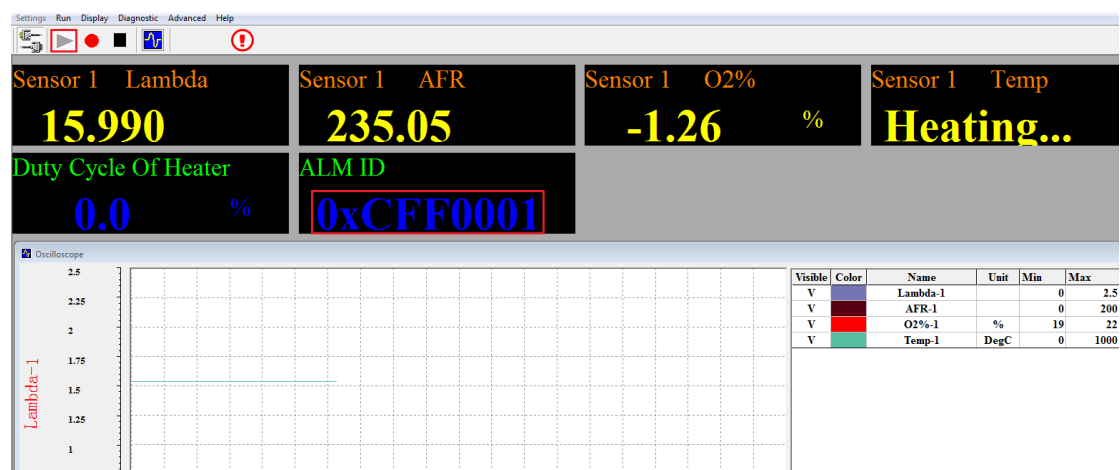 Settings Run Display Diagnostic Advanced Help
Sensor 1 Lambda
15.990
Sensor 1 AFR
235.05
Sensor 1 O2%
-1.26 %
Sensor 1 Temp
Heating...
Duty Cycle Of Heater
0.0 %
ALM ID
0xCFF0001
Oscilloscope
Lambda-1
2.5
2.25
2
1.75
1.5
1.25
1
Visible Color Name Unit Min Max
V Lambda-1 0 2.5
V AFR-1 0 200
V O2%-1 % 19 22
V Temp-1 DegC 0 1000